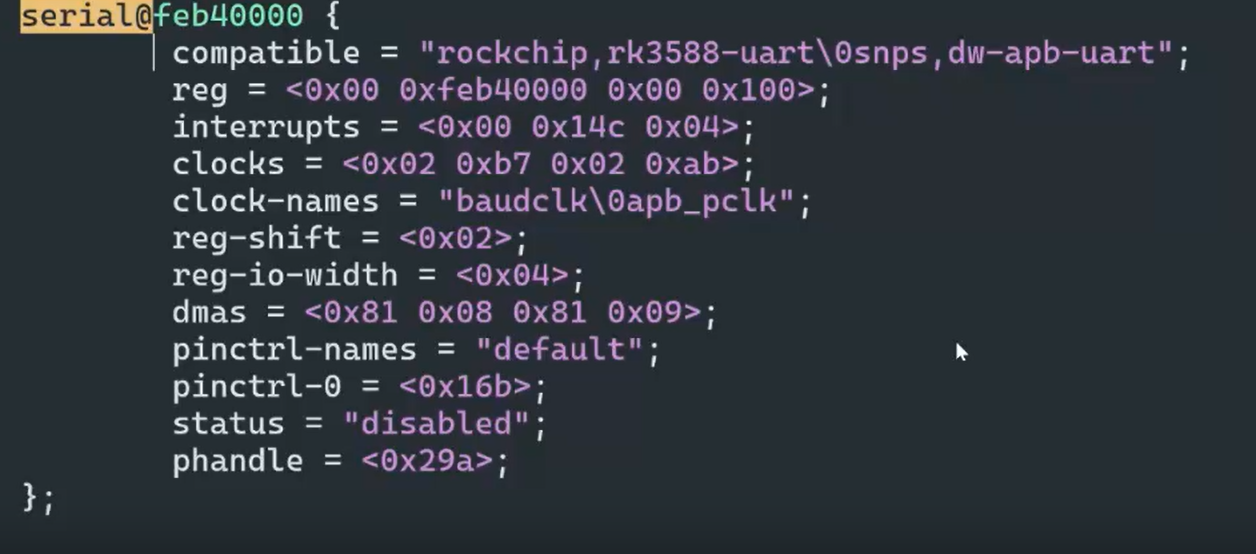 serial@feb40000 {
compatible = "rockchip,rk3588-uart\0snps,dw-apb-uart";
reg = <0x00 0xfeb40000 0x00 0x100>;
interrupts = <0x00 0x14c 0x04>;
clocks = <0x02 0xb7 0x02 0xab>;
clock-names = "baudclk\0apb_pclk";
reg-shift = <0x02>;
reg-io-width = <0x04>;
dmas = <0x81 0x08 0x81 0x09>;
pinctrl-names = "default";
pinctrl-0 = <0x16b>;
status = "disabled";
phandle = <0x29a>;
};